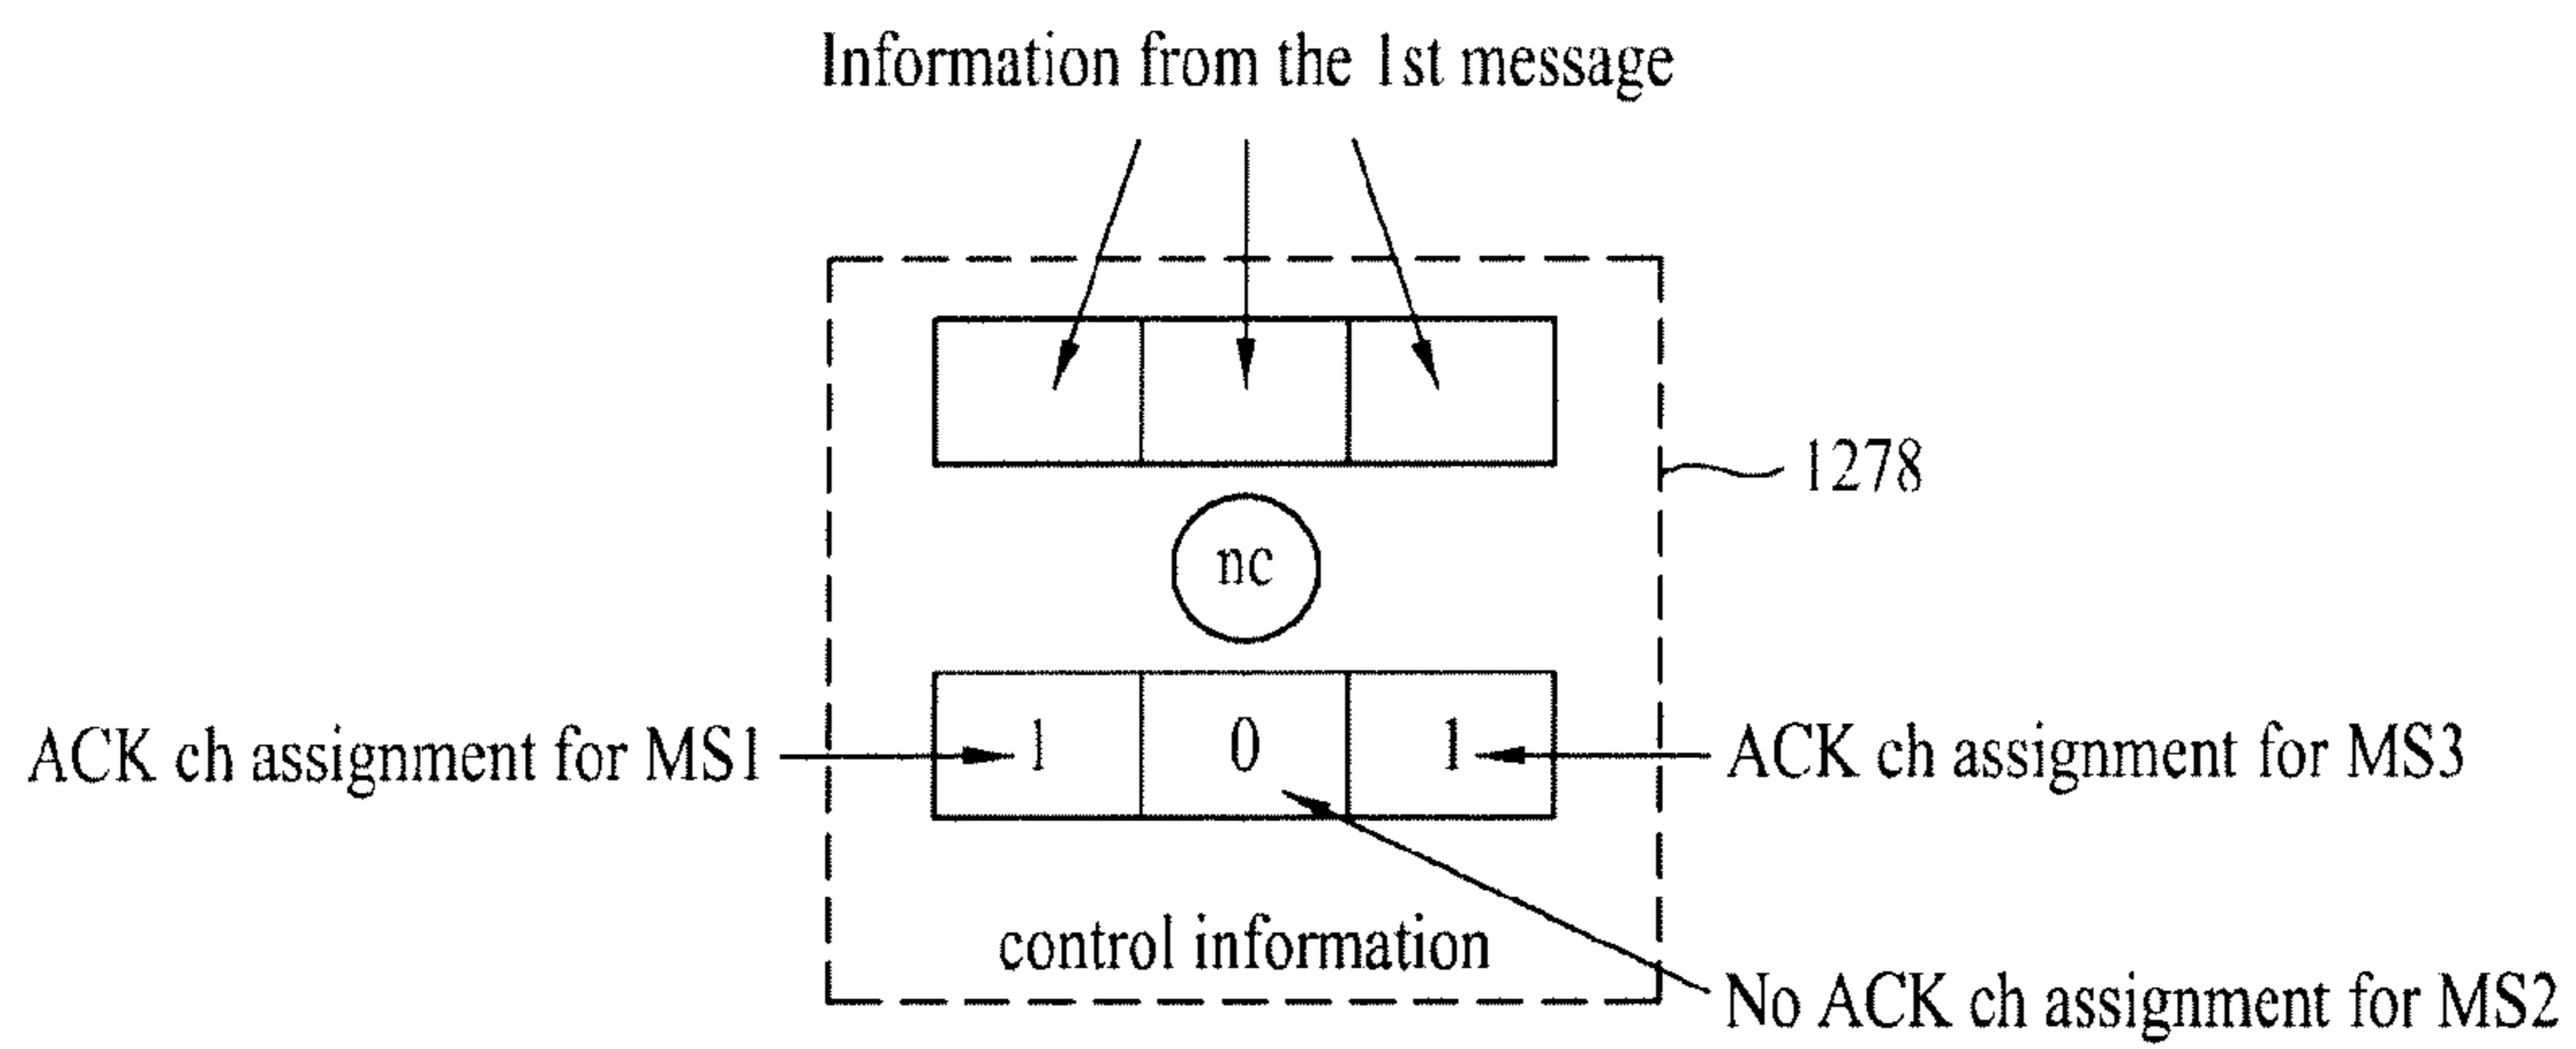 Information from the 1st message
1278
nc
ACK ch assignment for MS1
1
0
1
ACK ch assignment for MS3
control information
No ACK ch assignment for MS2